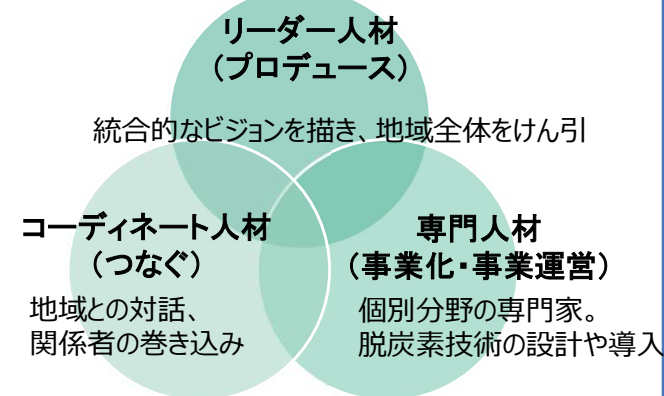 リーダー人材
（プロデュース）
統合的なビジョンを描き、地域全体をけん引
コーディネート人材
（つなぐ）
地域との対話、
関係者の巻き込み
専門人材
（事業化・事業運営）
個別分野の専門家。
脱炭素技術の設計や導入